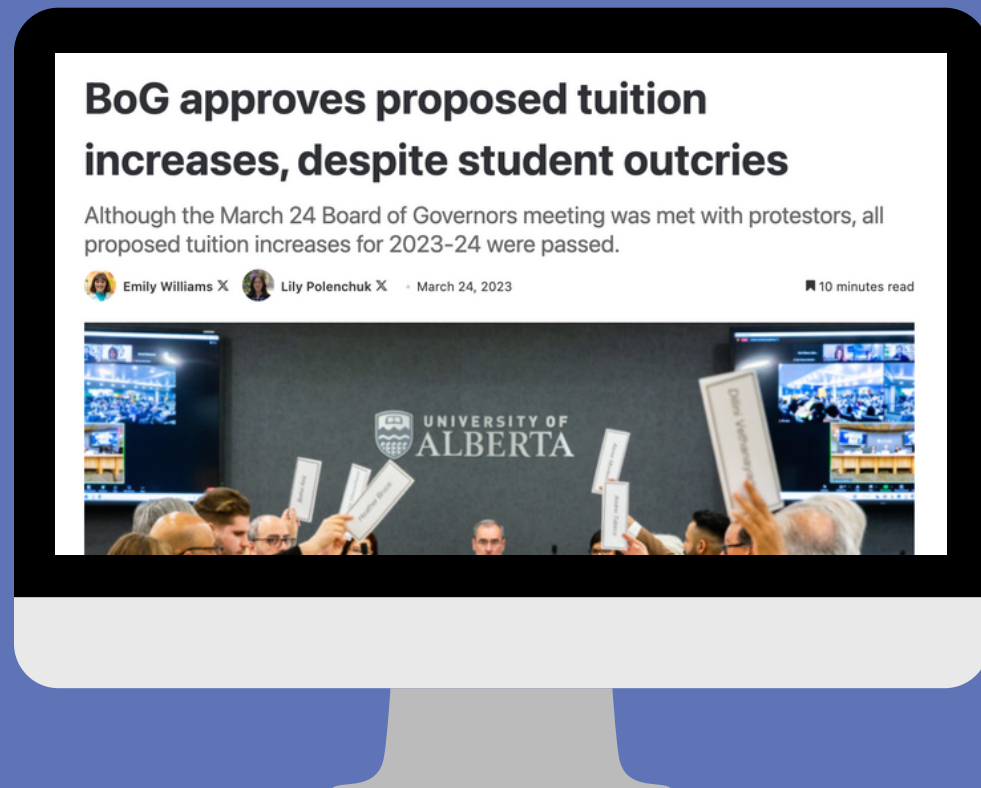 BoG approves proposed tuition
increases, despite student outcries
Although the March 24 Board of Governors meeting was met with protestors, all
proposed tuition increases for 2023-24 were passed.
Emily Williams X Lily Polenchuk X • March 24, 2023 10 minutes read
UNIVERSITY OF
ALBERTA
Heather Bruce